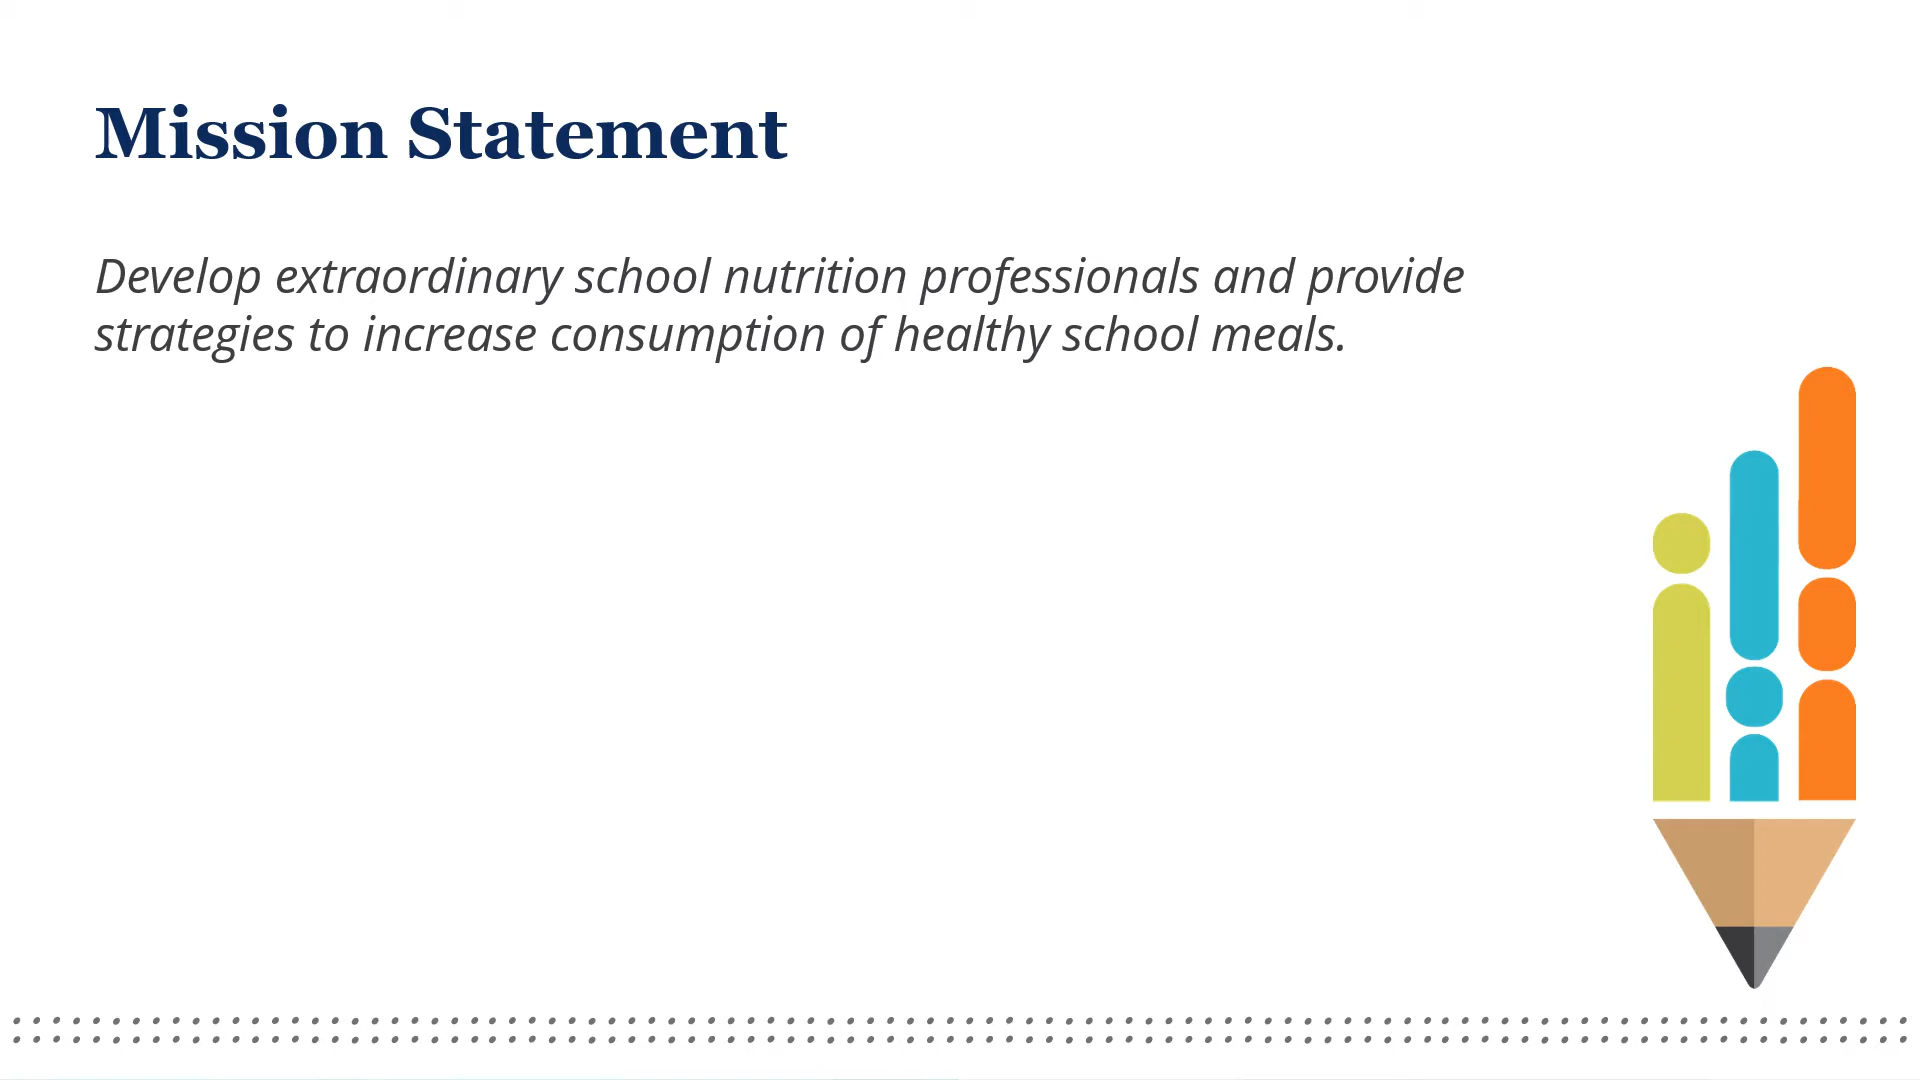 Mission Statement
Develop extraordinary school nutrition professionals and provide
strategies to increase consumption of healthy school meals.